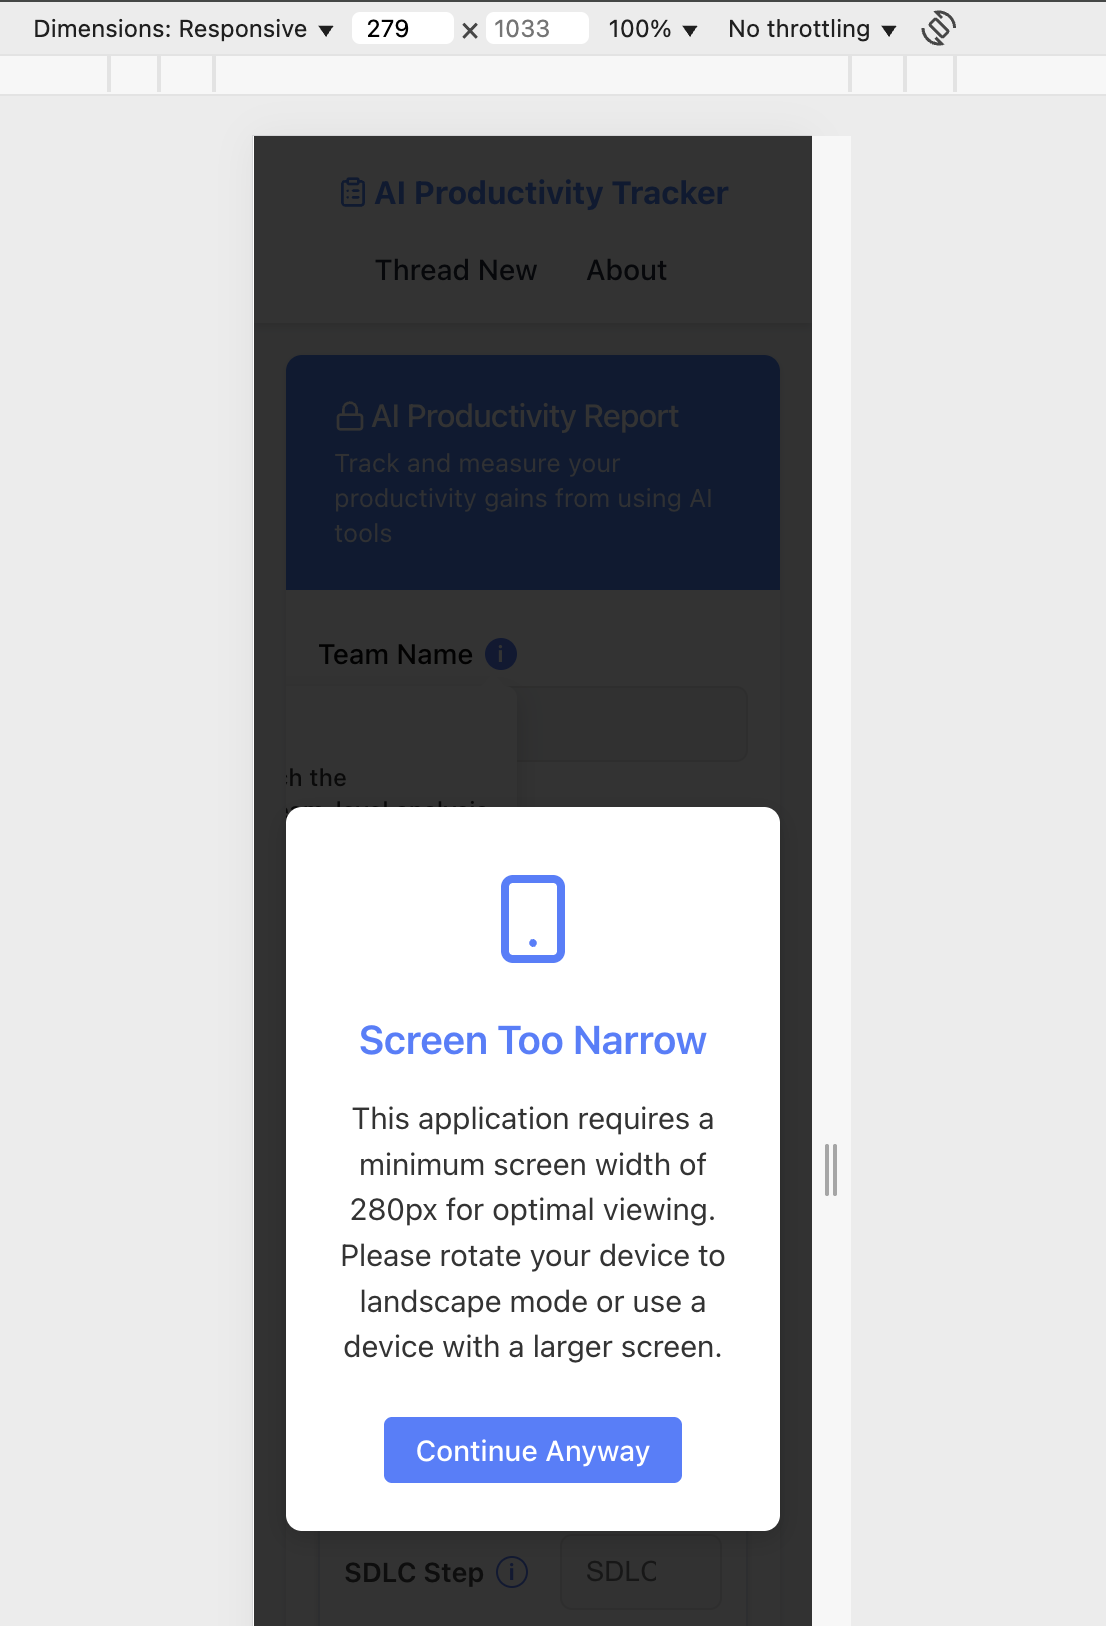 Dimensions: Responsive ▼ 279 × 1033 100% ▼ No throttling ▼
AI Productivity Tracker
Thread New About
AI Productivity Report
Track and measure your
productivity gains from using AI
tools
Team Name i
h the
Screen Too Narrow
This application requires a
minimum screen width of
280px for optimal viewing.
Please rotate your device to
landscape mode or use a
device with a larger screen.
Continue Anyway
SDLC Step i SDLC